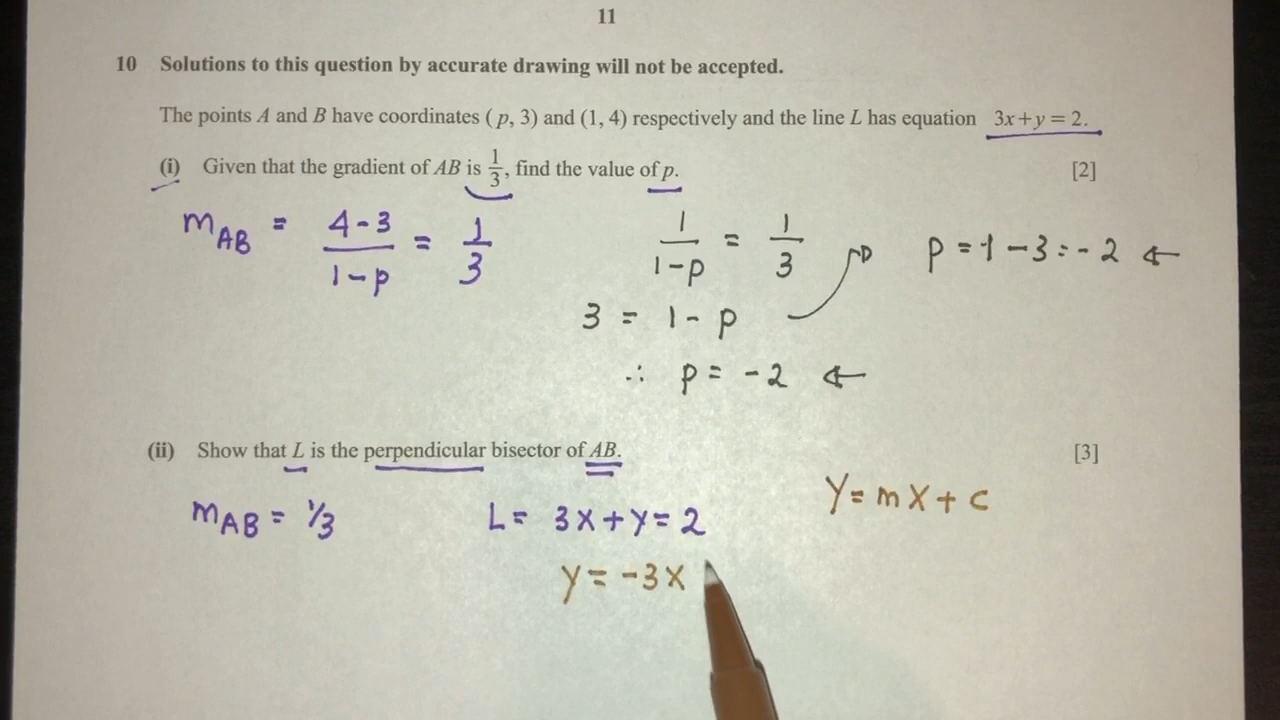 11
10 Solutions to this question by accurate drawing will not be accepted.
The points A and B have coordinates (p, 3) and (1, 4) respectively and the line L has equation 3x+y=2.
(i) Given that the gradient of AB is 1/3, find the value of p. [2]
m_AB = (4-3)/(1-p) = 1/3
1/(1-p) = 1/3
p = 1 - 3 = -2 ←
3 = 1 - p
∴ p = -2 ←
(ii) Show that L is the perpendicular bisector of AB. [3]
y = mx + c
m_AB = 1/3
L = 3x + y = 2
y = -3x